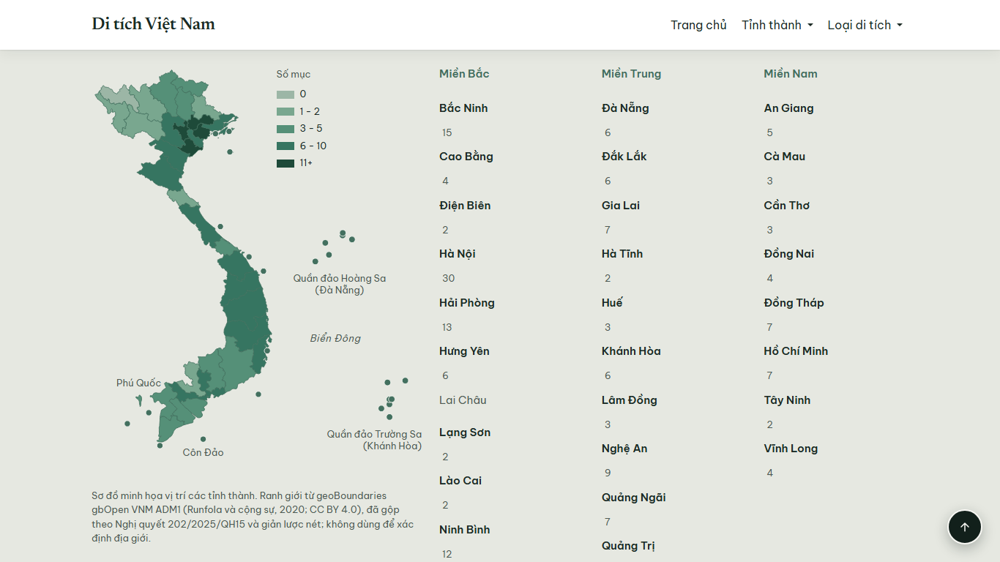 Di tích Việt Nam
Trang chủ
Tỉnh thành
Loại di tích
Số mục
0
1 – 2
3 – 5
6 – 10
11+
Quần đảo Hoàng Sa
(Đà Nẵng)
Biển Đông
Phú Quốc
Côn Đảo
Quần đảo Trường Sa
(Khánh Hòa)
Sơ đồ minh họa vị trí các tỉnh thành. Ranh giới từ geoBoundaries
gbOpen VNM ADM1 (Runfola và cộng sự, 2020; CC BY 4.0), đã gộp
theo Nghị quyết 202/2025/QH15 và giản lược nét; không dùng để xác
định địa giới.
Miền Bắc
Bắc Ninh
15
Cao Bằng
4
Điện Biên
2
Hà Nội
30
Hải Phòng
13
Hưng Yên
6
Lai Châu
Lạng Sơn
2
Lào Cai
2
Ninh Bình
12
Miền Trung
Đà Nẵng
6
Đắk Lắk
6
Gia Lai
7
Hà Tĩnh
2
Huế
3
Khánh Hòa
6
Lâm Đồng
3
Nghệ An
9
Quảng Ngãi
7
Quảng Trị
Miền Nam
An Giang
5
Cà Mau
3
Cần Thơ
3
Đồng Nai
4
Đồng Tháp
7
Hồ Chí Minh
7
Tây Ninh
2
Vĩnh Long
4